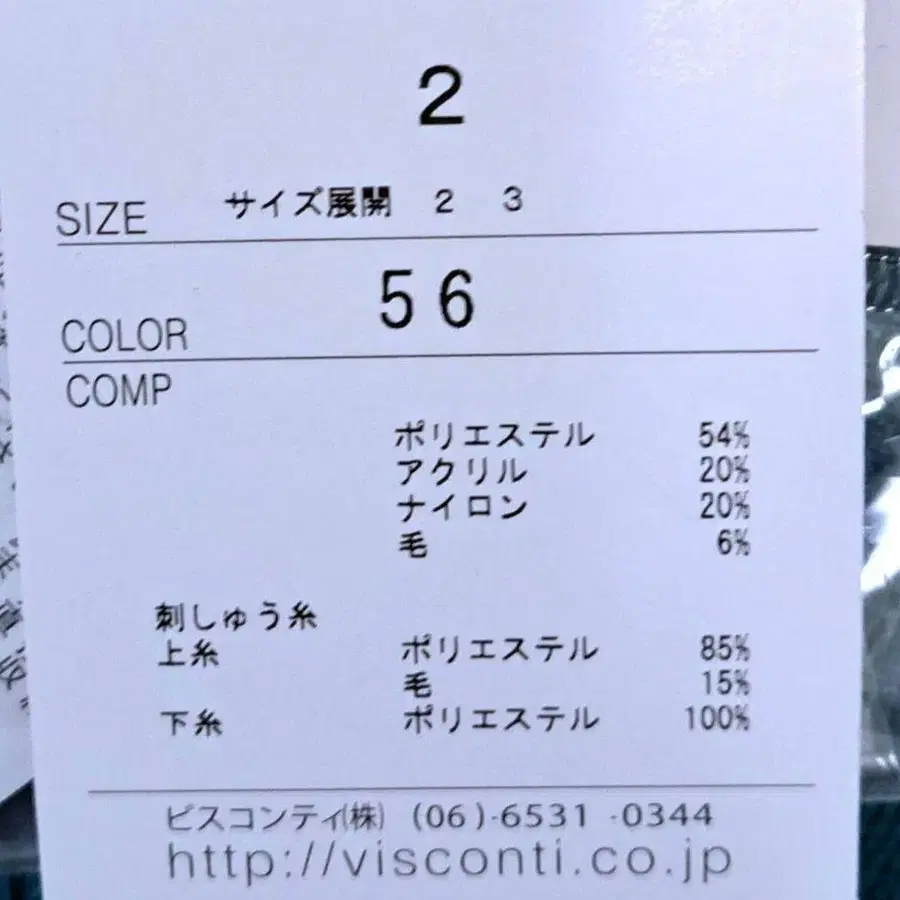 2
SIZE サイズ展開 2 3
56
COLOR
COMP
ポリエステル 54%
アクリル 20%
ナイロン 20%
毛 6%
刺しゅう糸
上糸 ポリエステル 85%
毛 15%
下糸 ポリエステル 100%
ビスコンティ(株) (06)-6531-0344
http://visconti.co.jp